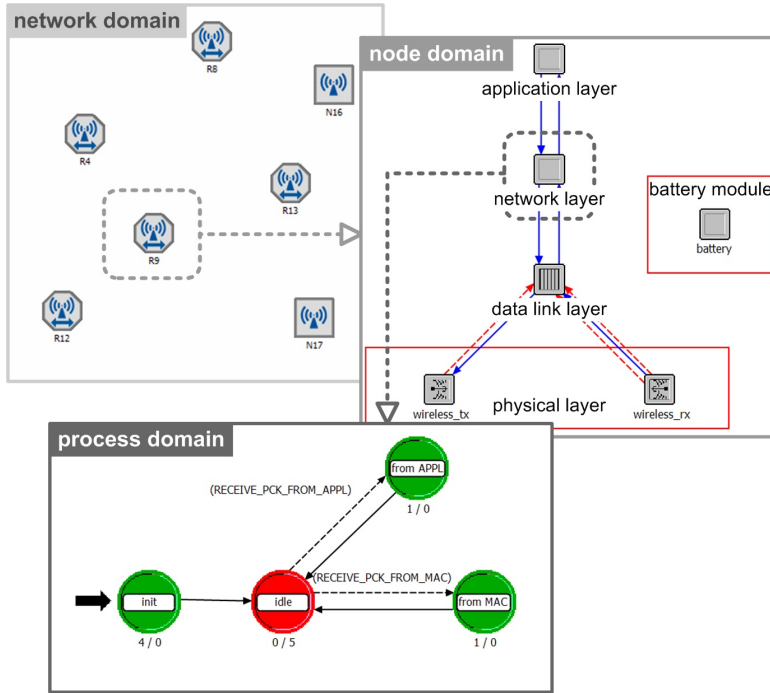 network domain
R8
N16
R4
R13
R9
R12
N17
node domain
application layer
network layer
battery module
battery
data link layer
wireless_tx
physical layer
wireless_rx
process domain
from APPL
(RECEIVE_PCK_FROM_APPL)
1 / 0
(RECEIVE_PCK_FROM_MAC)
init
idle
from MAC
4 / 0
0 / 5
1 / 0